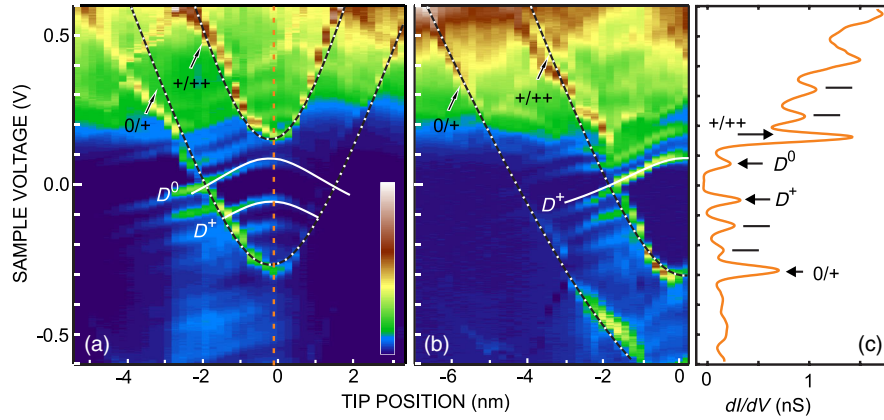 SAMPLE VOLTAGE (V)
0.5
0.0
-0.5
+/++
0/+
D⁰
D⁺
(a)
-4
-2
0
2
+/++
0/+
D⁺
(b)
-6
-4
-2
0
TIP POSITION (nm)
+/++
D⁰
D⁺
0/+
(c)
0
1
dI/dV (nS)